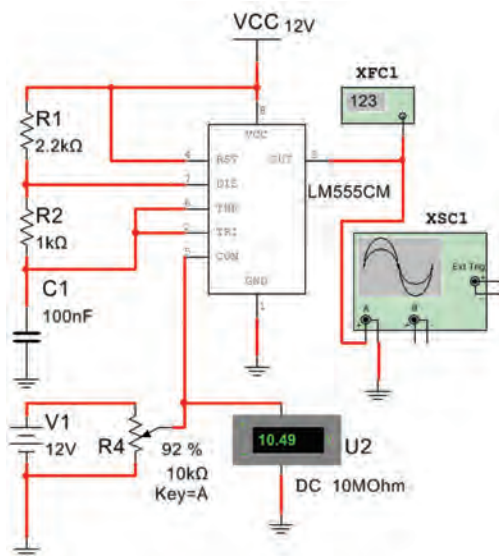 VCC 12V
XFC1
123
R1
2.2kΩ
8
VCC
4 RST OUT 3
7 DIS
6 THR
2 TRI
5 CON
LM555CM
R2
1kΩ
XSC1
Ext Trig
A B
GND
1
C1
100nF
V1
12V
R4
92 %
10kΩ
Key=A
10.49
U2
DC 10MOhm